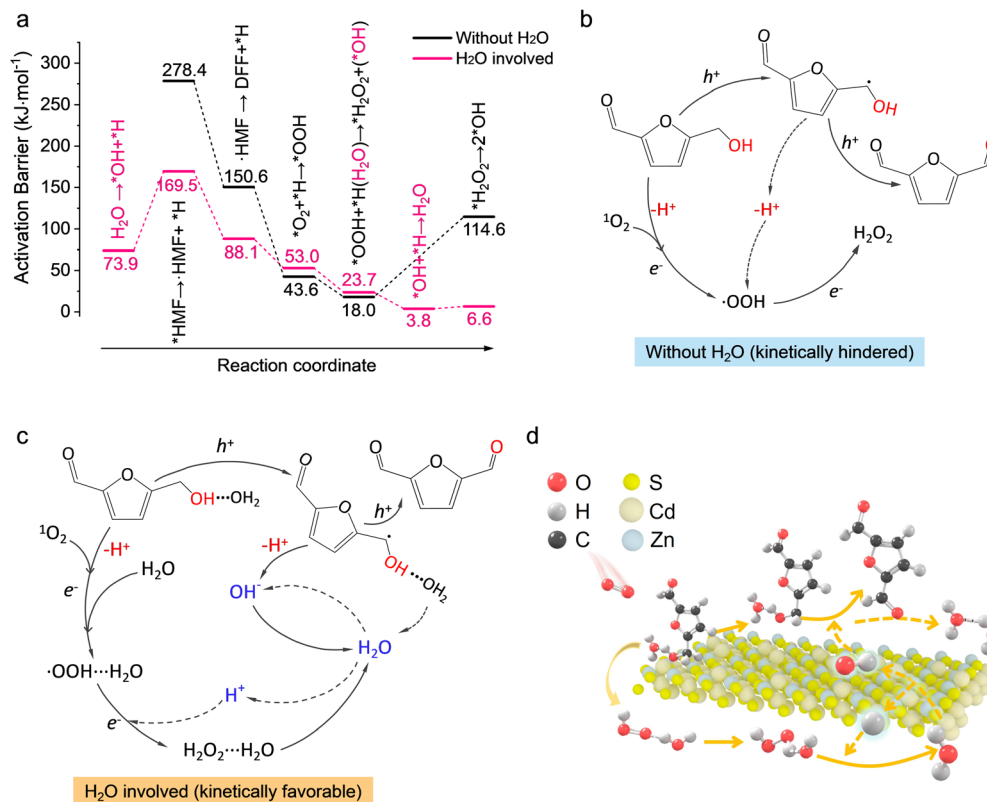 a
Without H₂O
H₂O involved
Activation Barrier (kJ·mol⁻¹)
300
250
200
150
100
50
0
H₂O→*OH+*H
73.9
278.4
169.5
*HMF→·HMF+ *H
·HMF → DFF+*H
150.6
88.1
*O₂+*H→*OOH
53.0
43.6
*OOH+*H(H₂O)→*H₂O₂+(*OH)
23.7
18.0
*OH+*H→H₂O
3.8
*H₂O₂→2*OH
114.6
6.6
Reaction coordinate
b
O
O
OH
h⁺
O
O
OH
h⁺
O
O
O
-H⁺
-H⁺
¹O₂
e⁻
·OOH
e⁻
H₂O₂
Without H₂O (kinetically hindered)
c
O
O
OH···OH₂
h⁺
O
O
OH···OH₂
h⁺
O
O
O
¹O₂
-H⁺
-H⁺
e⁻
H₂O
OH⁻
H₂O
·OOH···H₂O
H⁺
e⁻
H₂O₂···H₂O
H₂O involved (kinetically favorable)
d
O
S
H
Cd
C
Zn